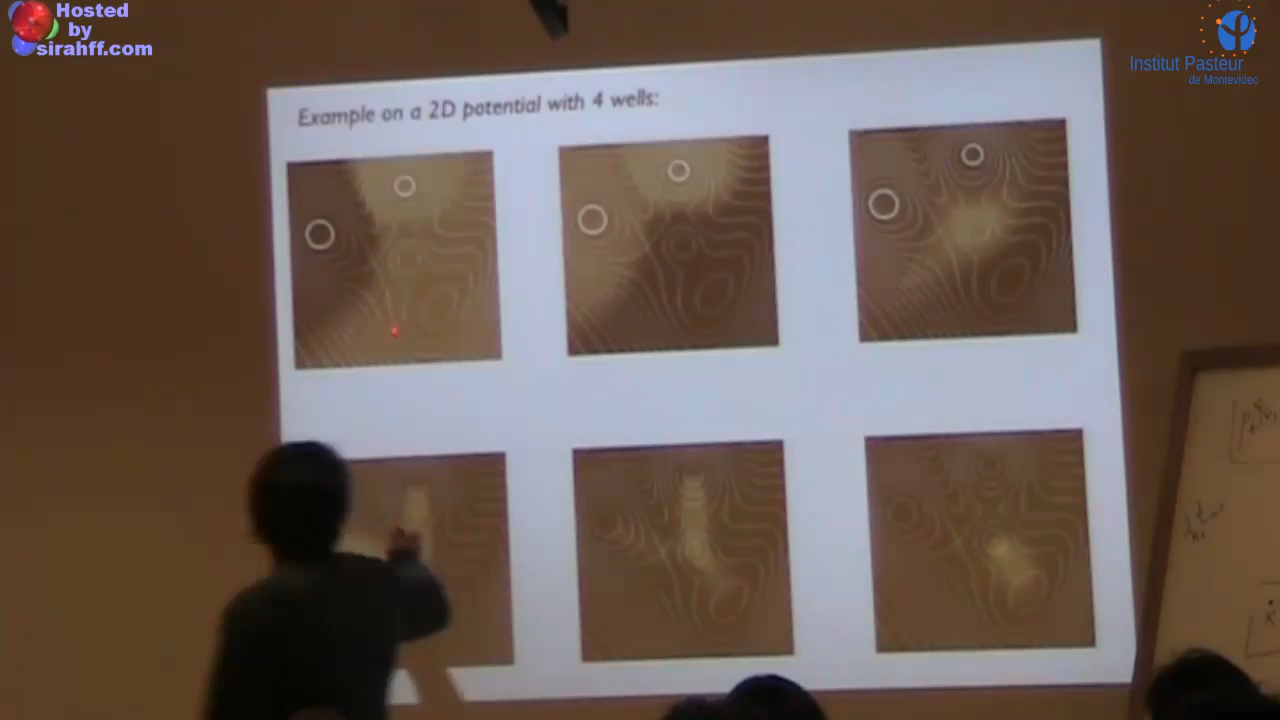 Hosted
by
sirahff.com
Institut Pasteur
de Montevideo
Example on a 2D potential with 4 wells: